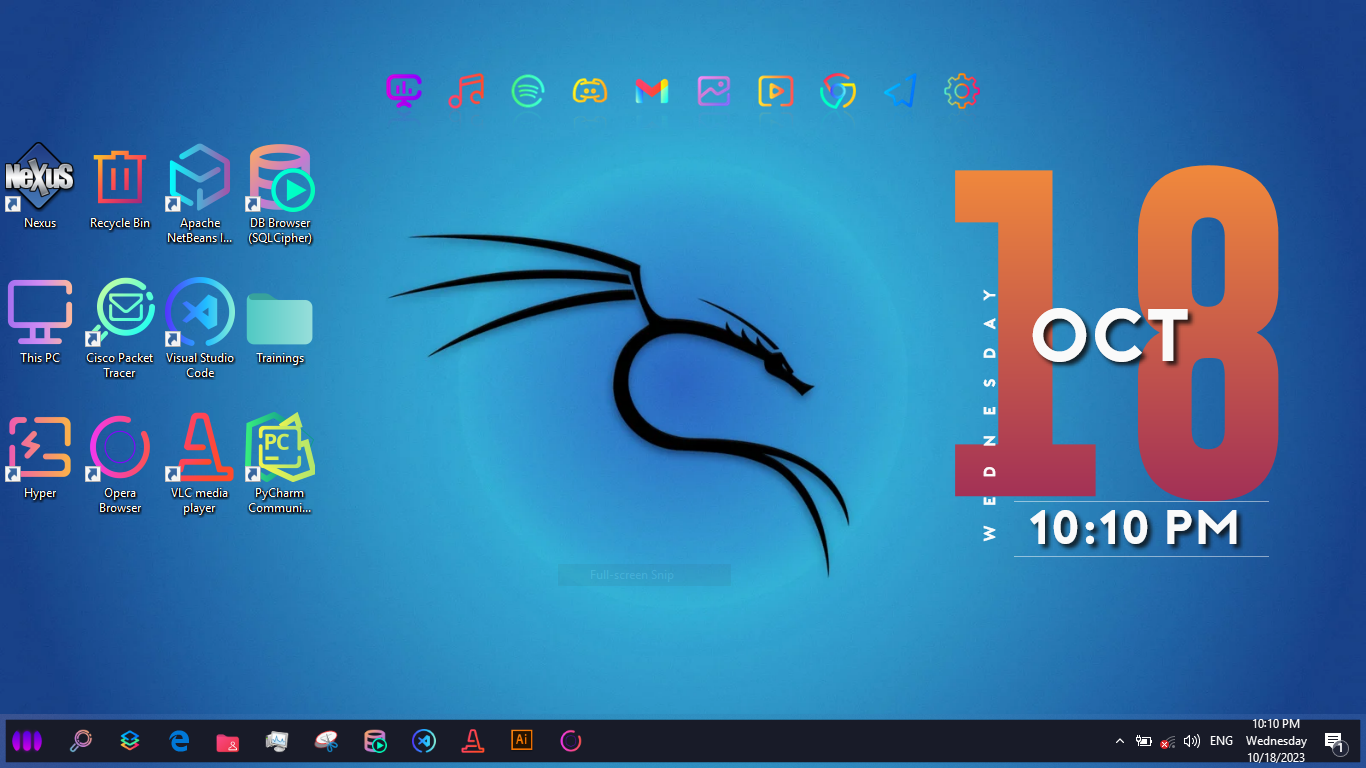 NeXuS
Nexus
Recycle Bin
Apache
NetBeans I...
DB Browser
(SQLCipher)
This PC
Cisco Packet
Tracer
Visual Studio
Code
Trainings
Hyper
Opera
Browser
VLC media
player
PC
PyCharm
Communi...
18
OCT
WEDNESDAY
10:10 PM
Full-screen Snip
Ai
ENG
10:10 PM
Wednesday
10/18/2023
1